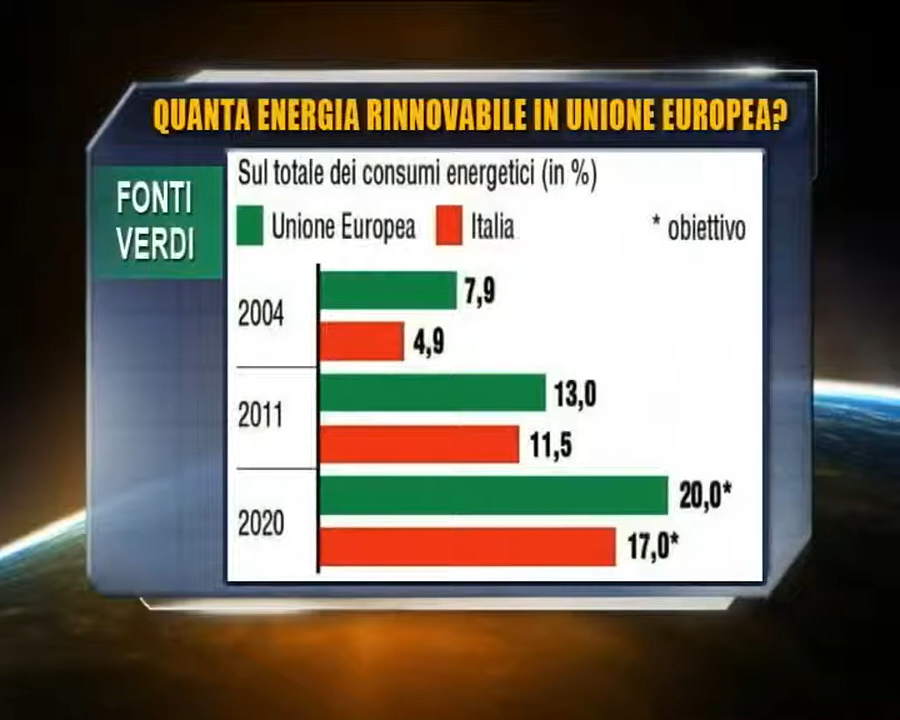 QUANTA ENERGIA RINNOVABILE IN UNIONE EUROPEA?
FONTI
VERDI
Sul totale dei consumi energetici (in %)
Unione Europea Italia * obiettivo
2004
7,9
4,9
2011
13,0
11,5
2020
20,0*
17,0*